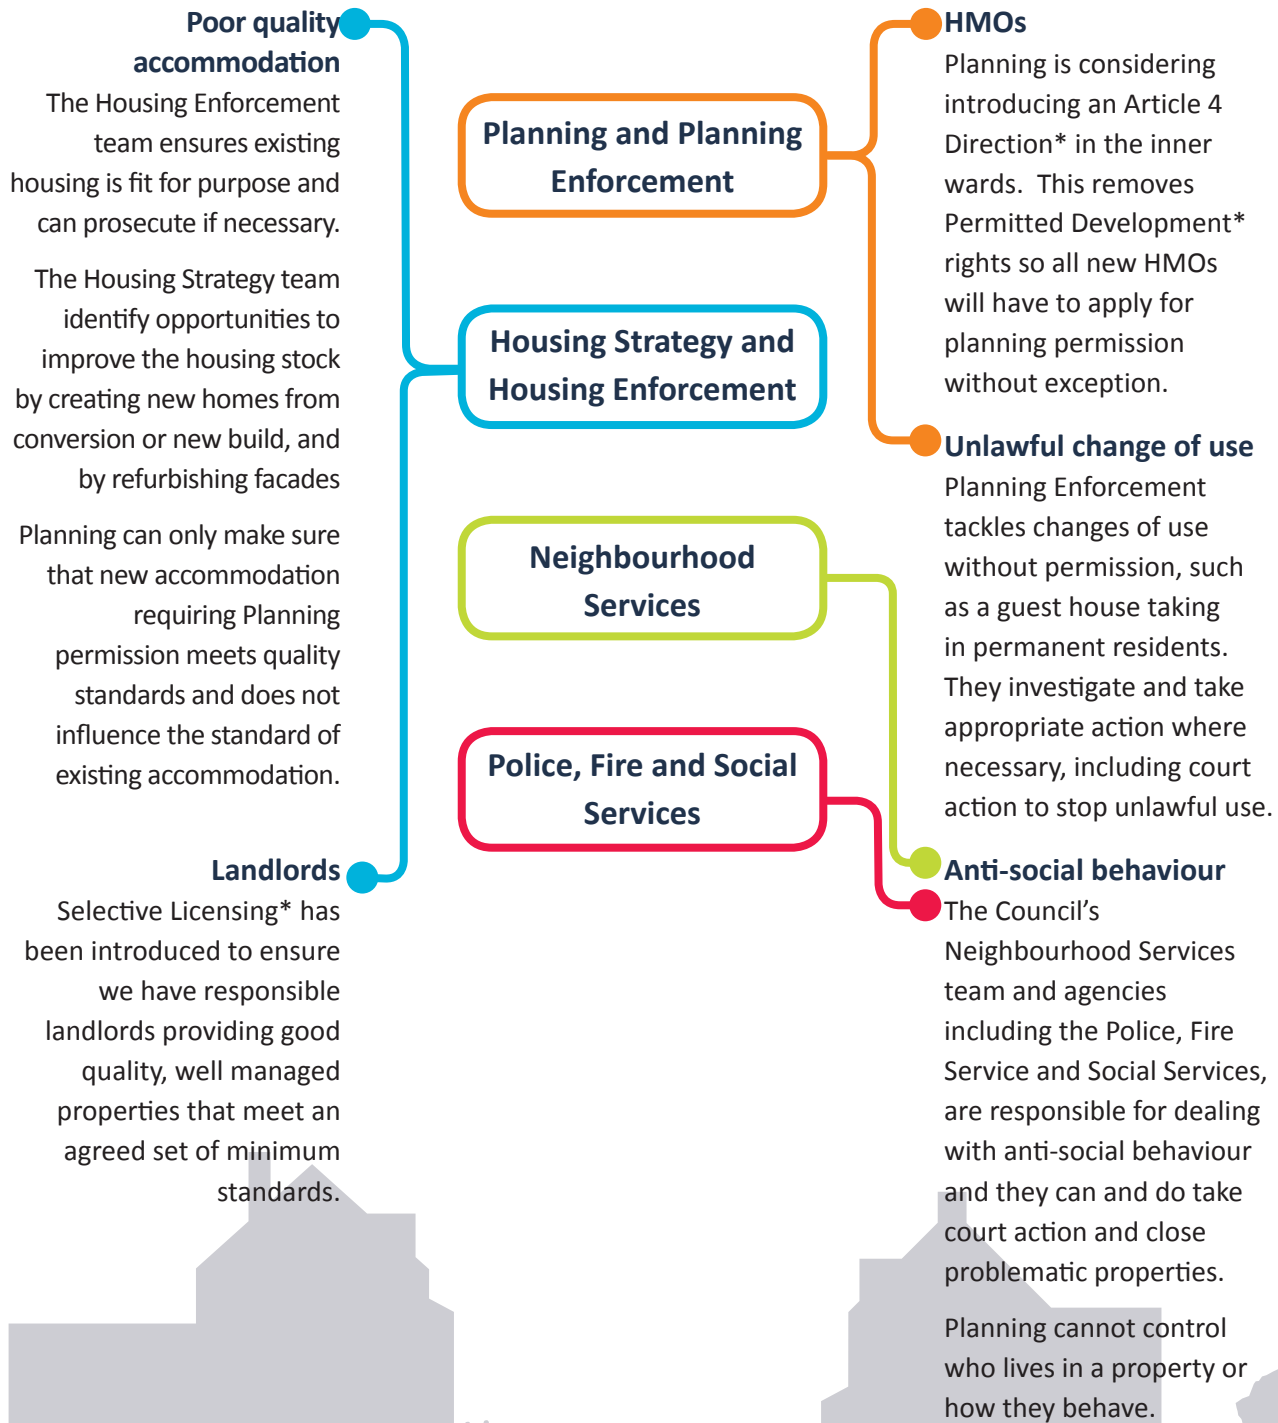 Poor quality
accommodation
The Housing Enforcement
team ensures existing
housing is fit for purpose and
can prosecute if necessary.
The Housing Strategy team
identify opportunities to
improve the housing stock
by creating new homes from
conversion or new build, and
by refurbishing facades
Planning can only make sure
that new accommodation
requiring Planning
permission meets quality
standards and does not
influence the standard of
existing accommodation.
Landlords
Selective Licensing* has
been introduced to ensure
we have responsible
landlords providing good
quality, well managed
properties that meet an
agreed set of minimum
standards.
Planning and Planning
Enforcement
Housing Strategy and
Housing Enforcement
Neighbourhood
Services
Police, Fire and Social
Services
HMOs
Planning is considering
introducing an Article 4
Direction* in the inner
wards.  This removes
Permitted Development*
rights so all new HMOs
will have to apply for
planning permission
without exception.
Unlawful change of use
Planning Enforcement
tackles changes of use
without permission, such
as a guest house taking
in permanent residents.
They investigate and take
appropriate action where
necessary, including court
action to stop unlawful use.
Anti-social behaviour
The Council's
Neighbourhood Services
team and agencies
including the Police, Fire
Service and Social Services,
are responsible for dealing
with anti-social behaviour
and they can and do take
court action and close
problematic properties.
Planning cannot control
who lives in a property or
how they behave.